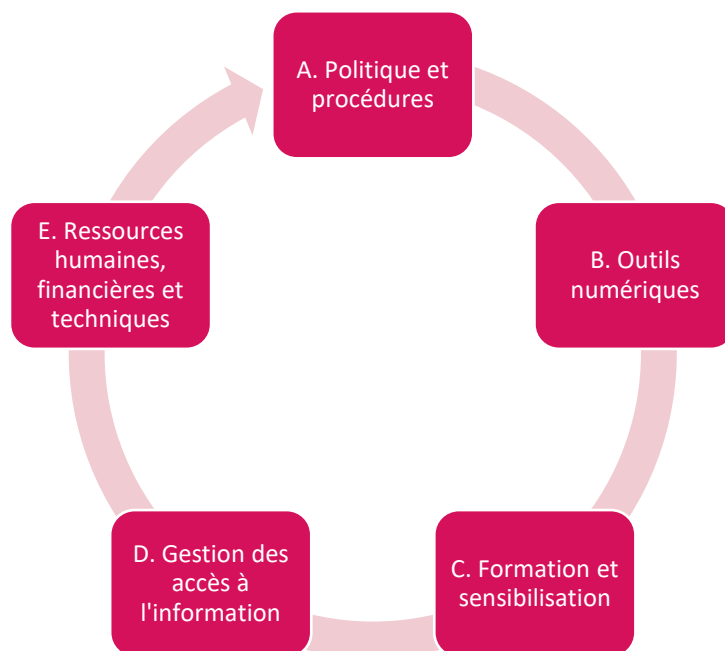 A. Politique et
procédures
B. Outils
numériques
C. Formation et
sensibilisation
D. Gestion des
accès à
l'information
E. Ressources
humaines,
financières et
techniques